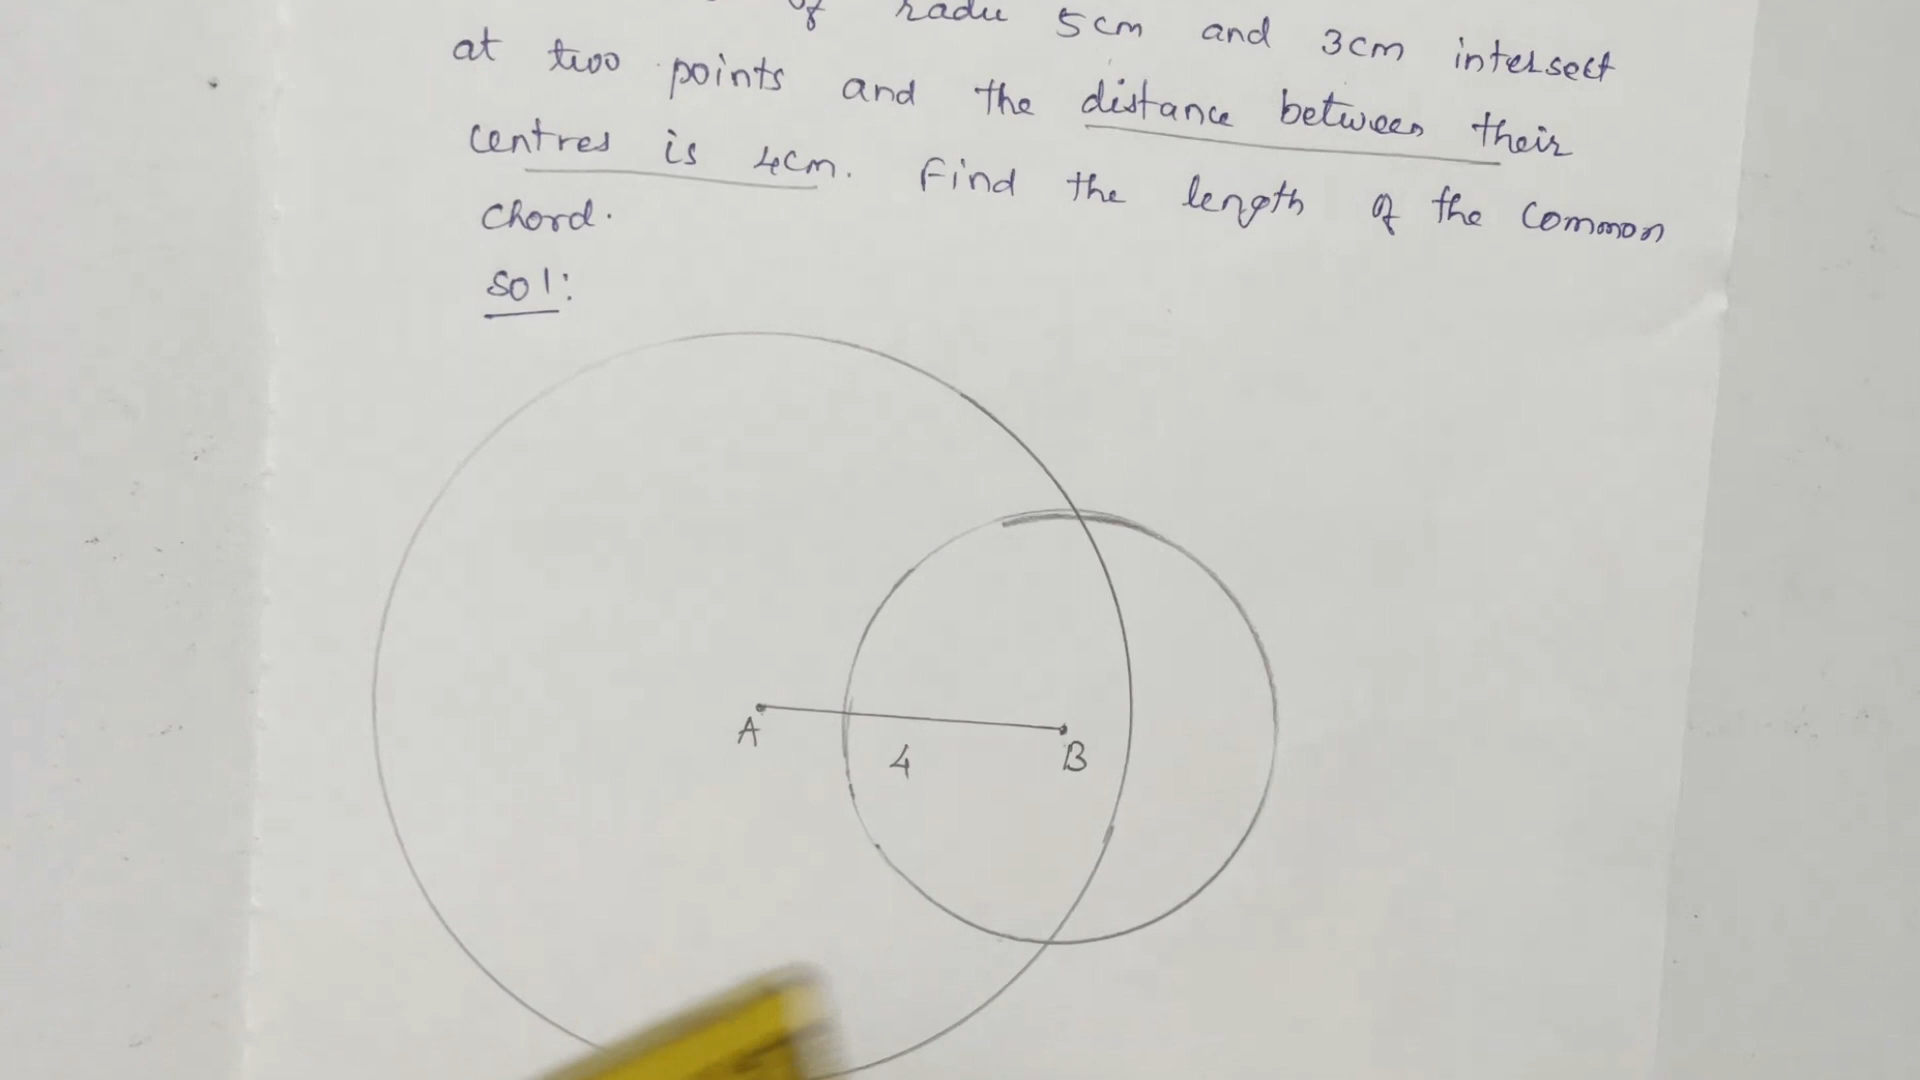 of radii 5cm and 3cm intersect
at two points and the distance between their
centres is 4cm. Find the length of the common
chord.
Sol:
A
4
B